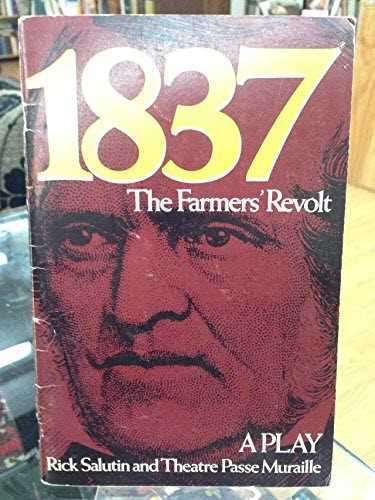 1837
The Farmers' Revolt
A PLAY
Rick Salutin and Theatre Passe Muraille